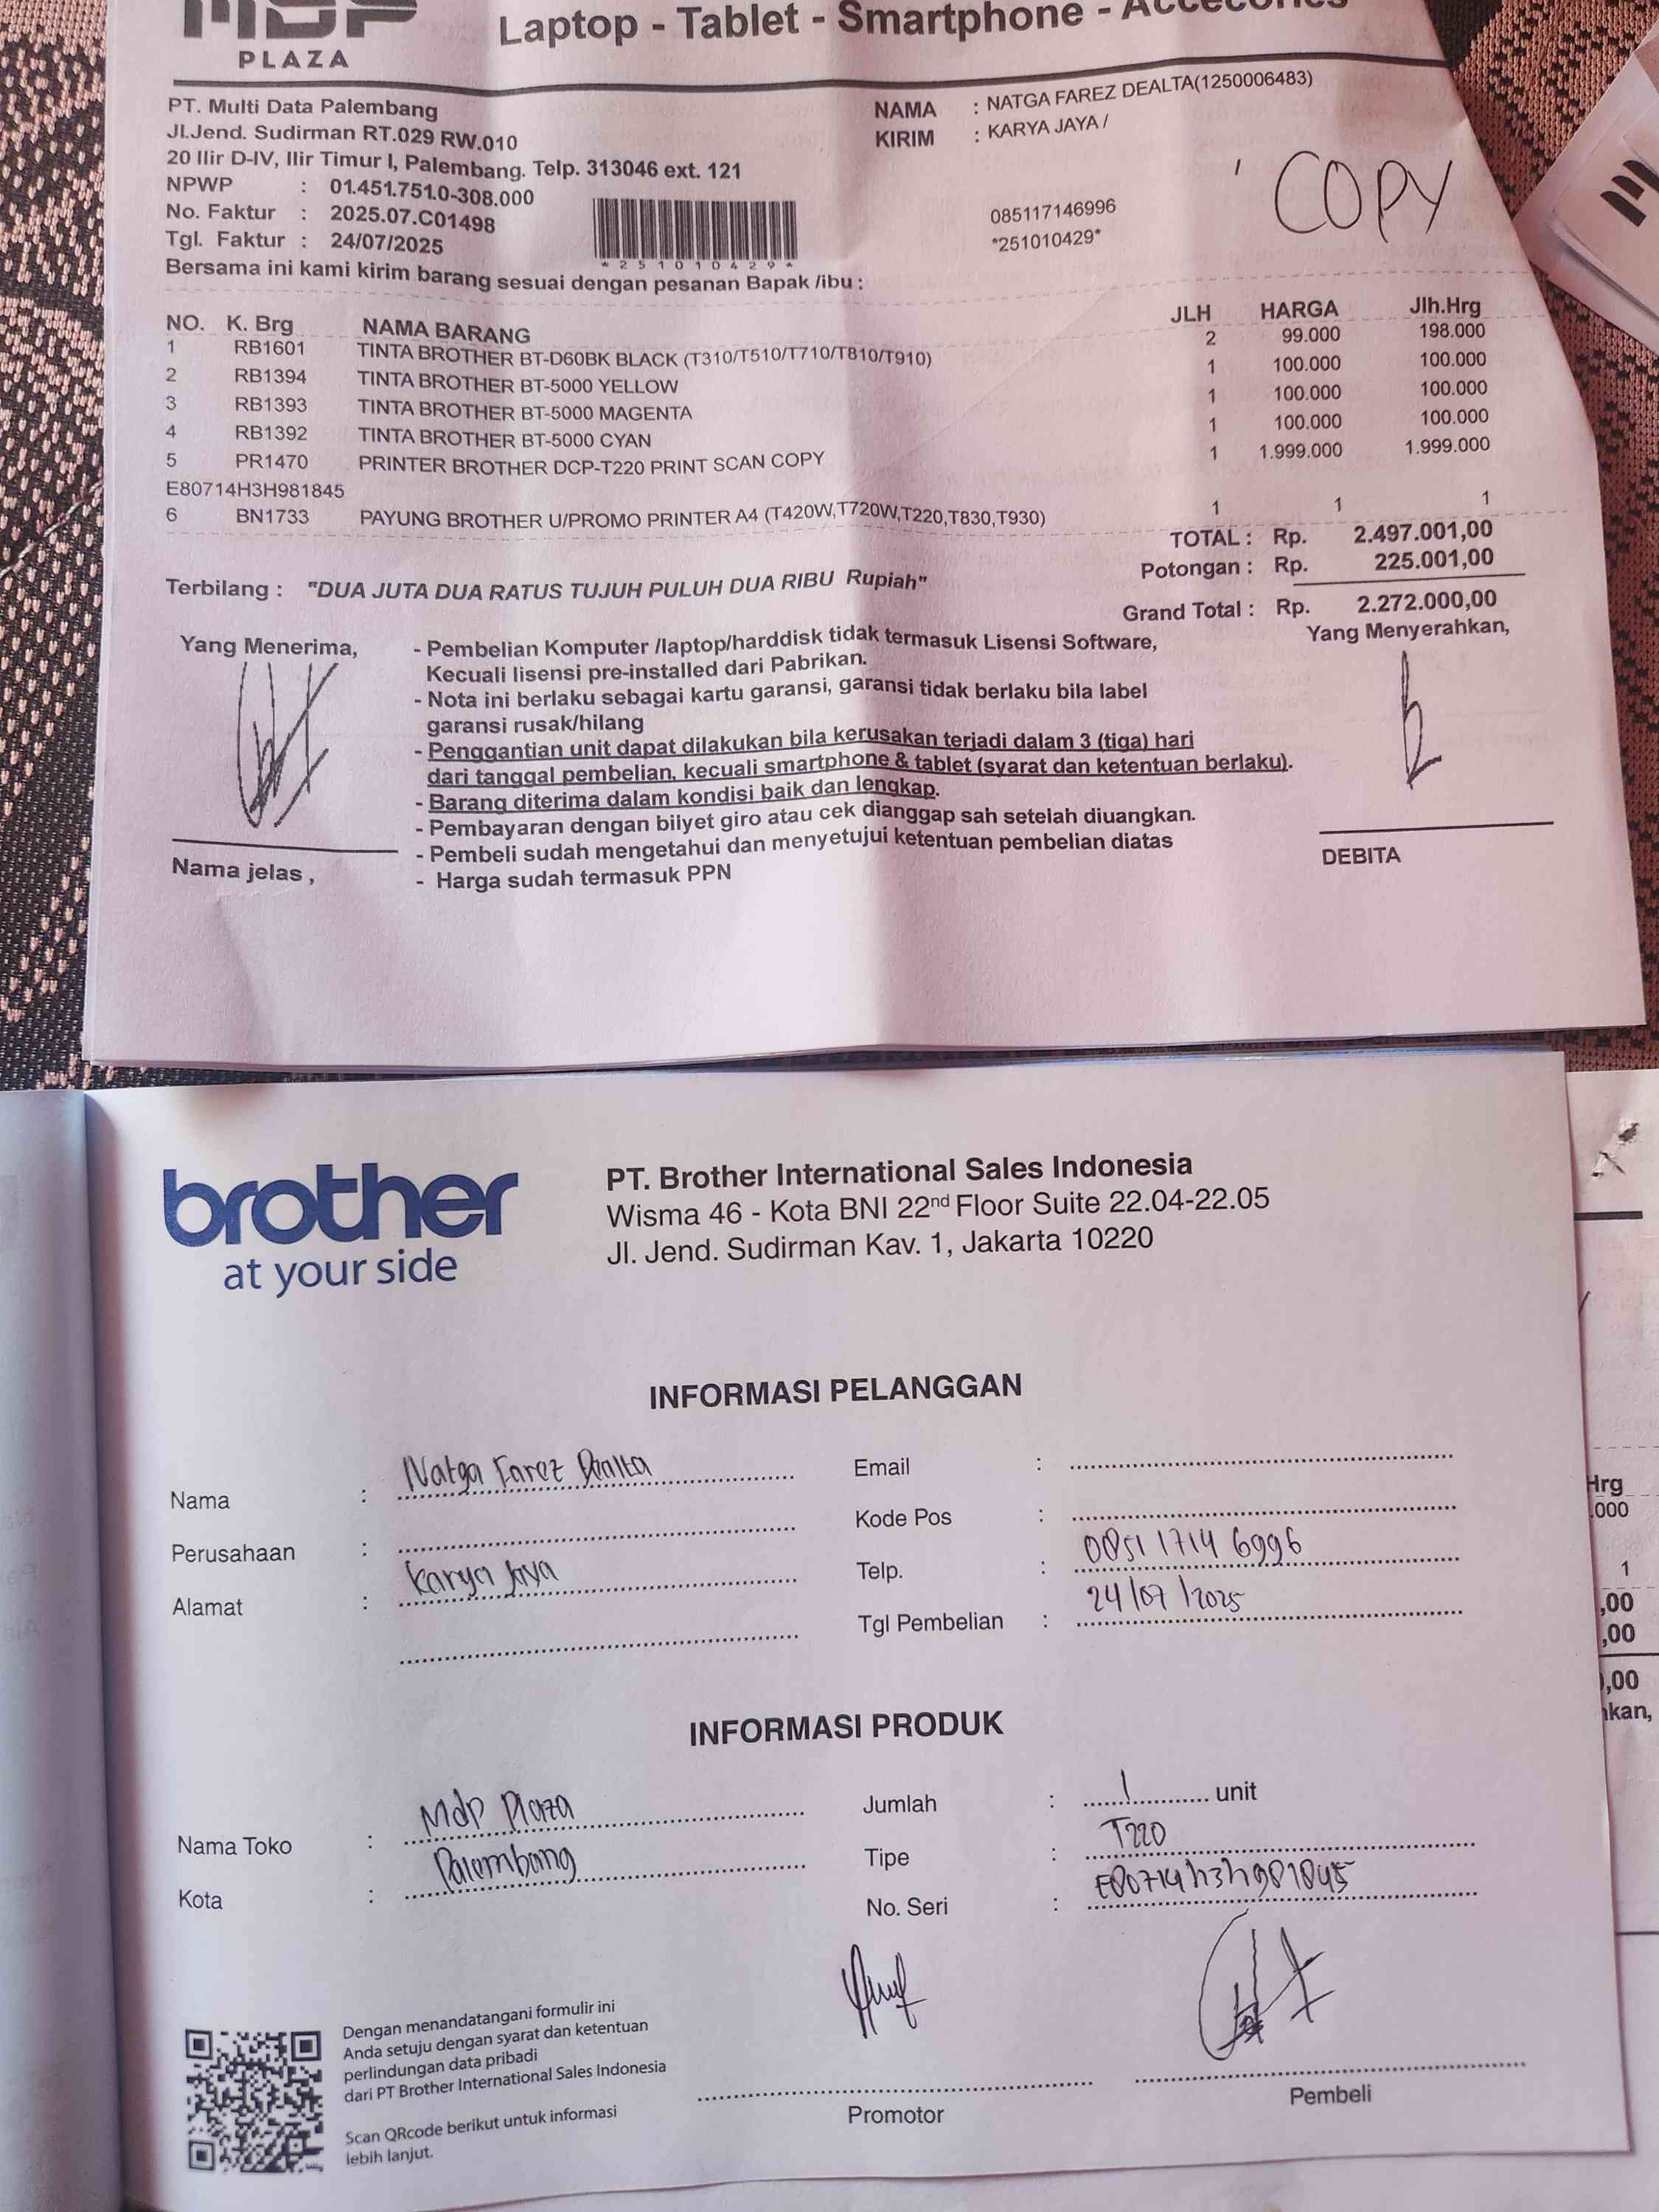 MDP
PLAZA
Laptop - Tablet - Smartphone - Accecories
PT. Multi Data Palembang
Jl.Jend. Sudirman RT.029 RW.010
20 Ilir D-IV, Ilir Timur I, Palembang. Telp. 313046 ext. 121
NPWP : 01.451.751.0-308.000
No. Faktur : 2025.07.C01498
Tgl. Faktur : 24/07/2025
NAMA : NATGA FAREZ DEALTA(1250006483)
KIRIM : KARYA JAYA /
COPY
085117146996
*251010429*
*251010429*
Bersama ini kami kirim barang sesuai dengan pesanan Bapak /ibu :
NO. K. Brg NAMA BARANG JLH HARGA Jlh.Hrg
1 RB1601 TINTA BROTHER BT-D60BK BLACK (T310/T510/T710/T810/T910) 2 99.000 198.000
2 RB1394 TINTA BROTHER BT-5000 YELLOW 1 100.000 100.000
3 RB1393 TINTA BROTHER BT-5000 MAGENTA 1 100.000 100.000
4 RB1392 TINTA BROTHER BT-5000 CYAN 1 100.000 100.000
5 PR1470 PRINTER BROTHER DCP-T220 PRINT SCAN COPY 1 1.999.000 1.999.000
E80714H3H981845
6 BN1733 PAYUNG BROTHER U/PROMO PRINTER A4 (T420W,T720W,T220,T830,T930) 1 1 1
TOTAL : Rp. 2.497.001,00
Potongan : Rp. 225.001,00
Grand Total : Rp. 2.272.000,00
Terbilang : "DUA JUTA DUA RATUS TUJUH PULUH DUA RIBU Rupiah"
Yang Menerima,
Yang Menyerahkan,
- Pembelian Komputer /laptop/harddisk tidak termasuk Lisensi Software,
Kecuali lisensi pre-installed dari Pabrikan.
- Nota ini berlaku sebagai kartu garansi, garansi tidak berlaku bila label
garansi rusak/hilang
- Penggantian unit dapat dilakukan bila kerusakan terjadi dalam 3 (tiga) hari
dari tanggal pembelian, kecuali smartphone & tablet (syarat dan ketentuan berlaku).
- Barang diterima dalam kondisi baik dan lengkap.
- Pembayaran dengan bilyet giro atau cek dianggap sah setelah diuangkan.
- Pembeli sudah mengetahui dan menyetujui ketentuan pembelian diatas
- Harga sudah termasuk PPN
Nama jelas ,
DEBITA
brother
at your side
PT. Brother International Sales Indonesia
Wisma 46 - Kota BNI 22nd Floor Suite 22.04-22.05
Jl. Jend. Sudirman Kav. 1, Jakarta 10220
INFORMASI PELANGGAN
Nama : Natga Farez Dealta
Perusahaan :
Alamat : Karya Jaya
Email :
Kode Pos :
Telp. : 0851 1714 6996
Tgl Pembelian : 24/07/2025
INFORMASI PRODUK
Nama Toko : Mdp Plaza
Kota : Palembang
Jumlah : 1 unit
Tipe : T220
No. Seri : E80714h3h981845
Dengan menandatangani formulir ini
Anda setuju dengan syarat dan ketentuan
perlindungan data pribadi
dari PT Brother International Sales Indonesia
Scan QRcode berikut untuk informasi
lebih lanjut.
Promotor
Pembeli
Hrg
.000
1
,00
,00
,00
kan,